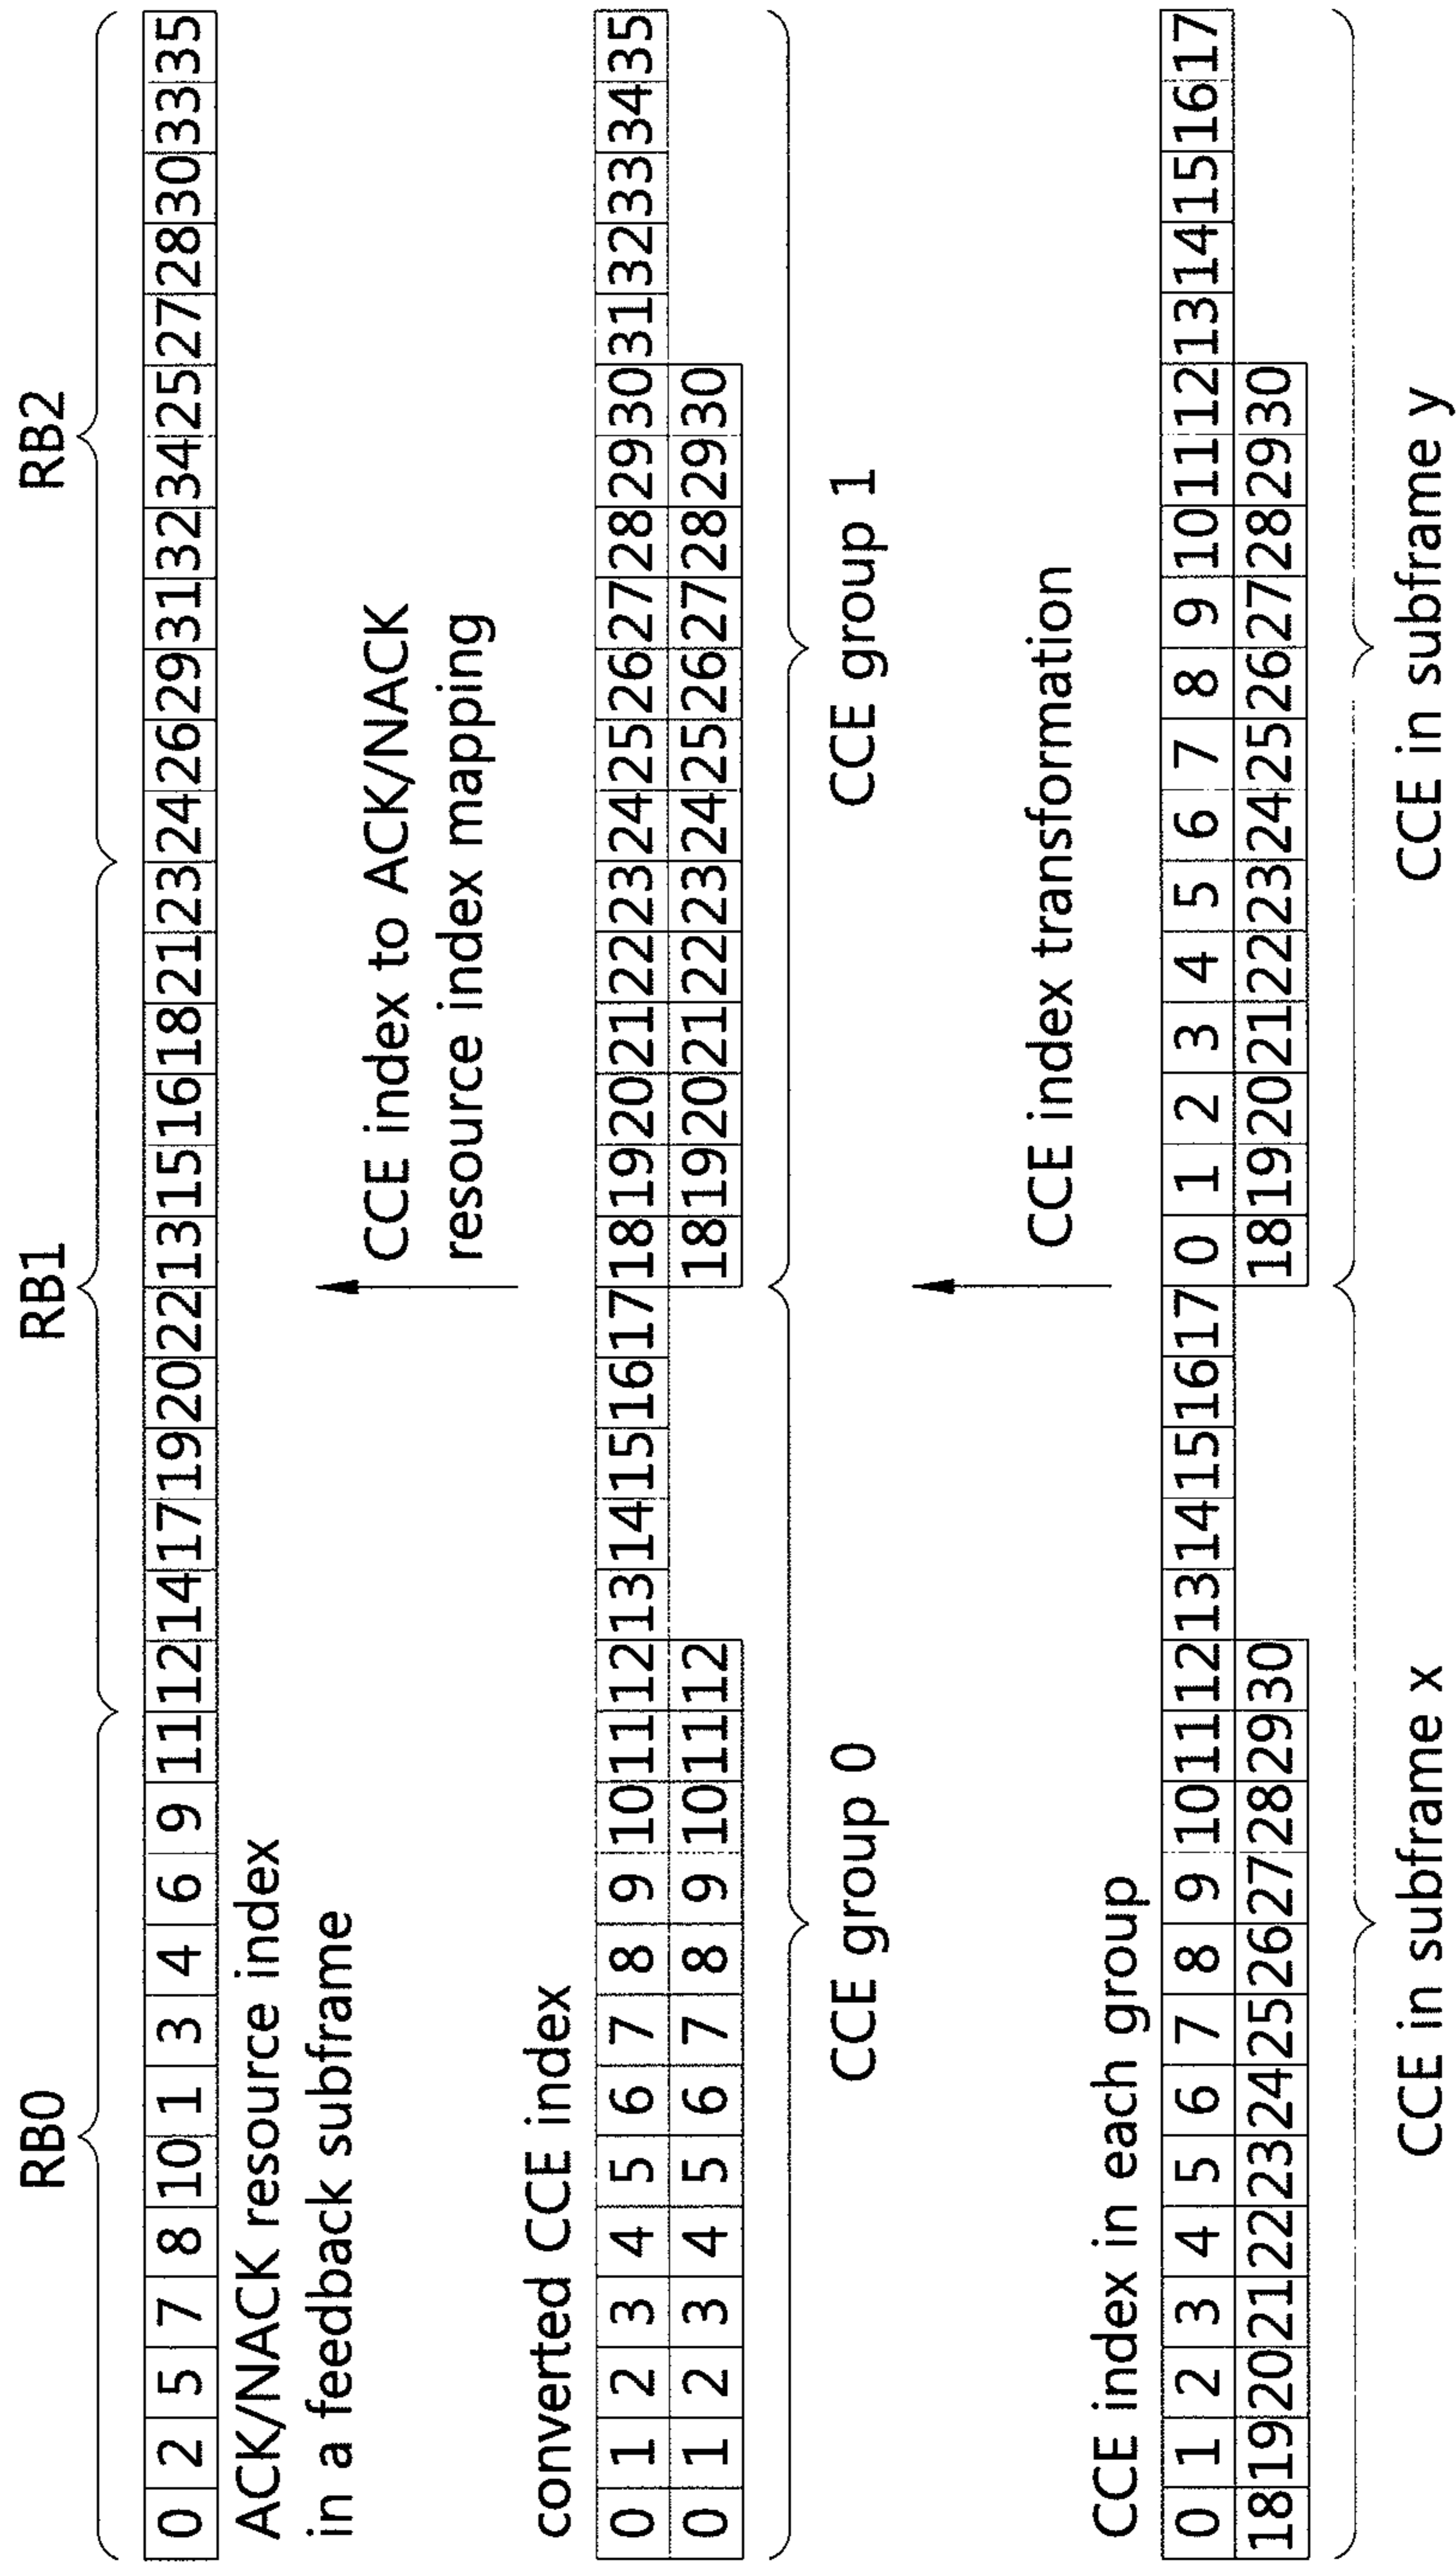 RB0
RB1
RB2
0 2 5 7 8 10 1 3 4 6 9 11 12 14 17 19 20 22 13 15 16 18 21 23 24 26 29 31 32 34 25 27 28 30 33 35
ACK/NACK resource index
in a feedback subframe
CCE index to ACK/NACK
resource index mapping
converted CCE index
0 1 2 3 4 5 6 7 8 9 10 11 12 13 14 15 16 17 18 19 20 21 22 23 24 25 26 27 28 29 30 31 32 33 34 35
0 1 2 3 4 5 6 7 8 9 10 11 12 18 19 20 21 22 23 24 25 26 27 28 29 30
CCE group 0
CCE group 1
CCE index transformation
CCE index in each group
0 1 2 3 4 5 6 7 8 9 10 11 12 13 14 15 16 17 0 1 2 3 4 5 6 7 8 9 10 11 12 13 14 15 16 17
18 19 20 21 22 23 24 25 26 27 28 29 30 18 19 20 21 22 23 24 25 26 27 28 29 30
CCE in subframe x
CCE in subframe y